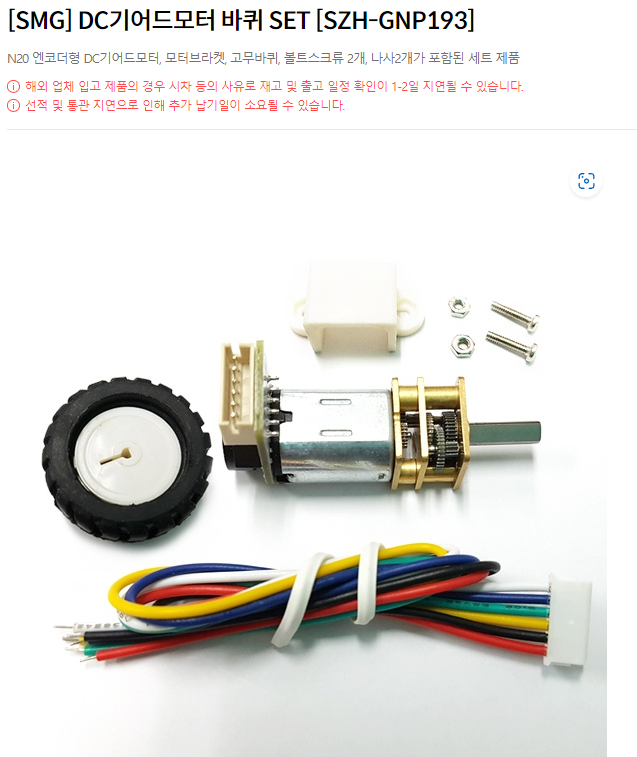 [SMG] DC기어드모터 바퀴 SET [SZH-GNP193]
N20 엔코더형 DC기어드모터, 모터브라켓, 고무바퀴, 볼트스크류 2개, 나사2개가 포함된 세트 제품
해외 업체 입고 제품의 경우 시차 등의 사유로 재고 및 출고 일정 확인이 1-2일 지연될 수 있습니다.
선적 및 통관 지연으로 인해 추가 납기일이 소요될 수 있습니다.